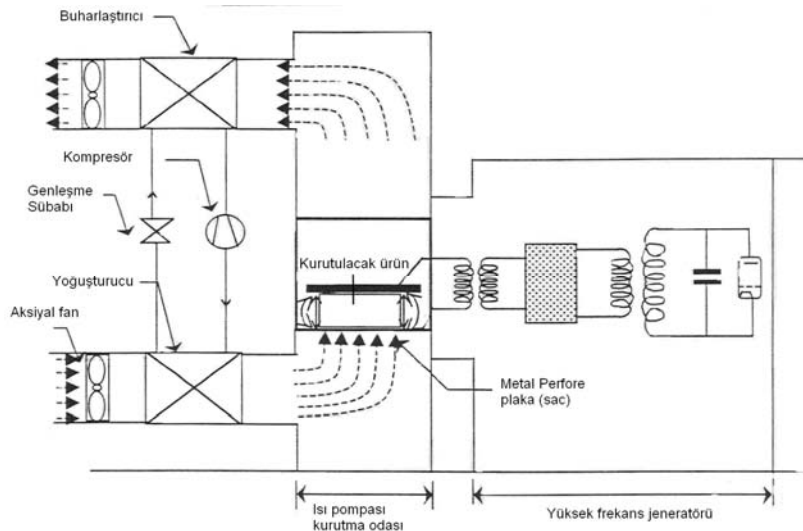 Buharlaştırıcı
Kompresör
Genleşme
Sübabı
Kurutulacak ürün
Yoğuşturucu
Aksiyal fan
Metal Perfore
plaka (sac)
Isı pompası
kurutma odası
Yüksek frekans jeneratörü